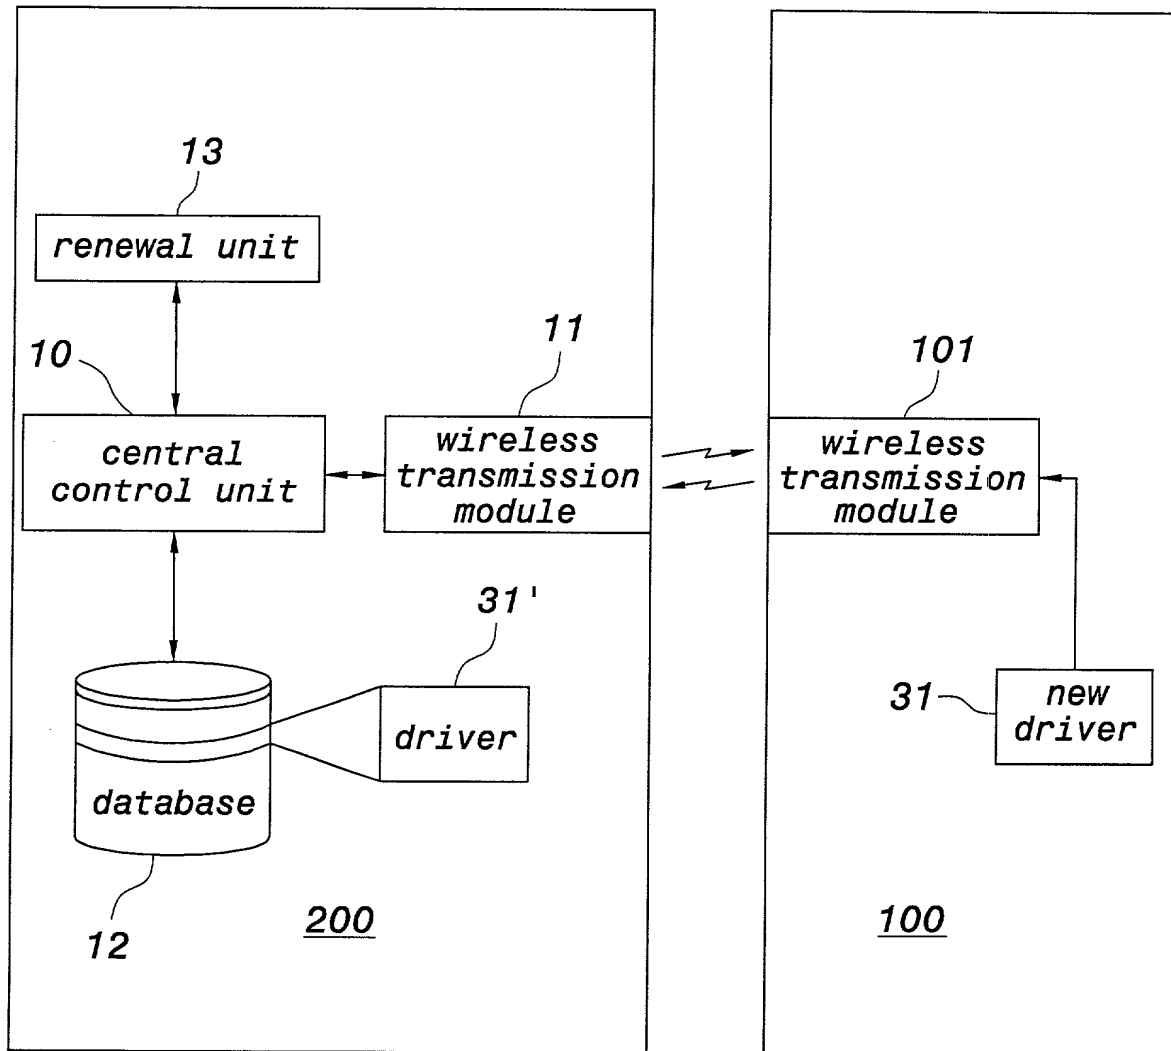 13
renewal unit
10
central
control unit
11
wireless
transmission
module
101
wireless
transmission
module
31'
driver
31
new
driver
database
12
200
100